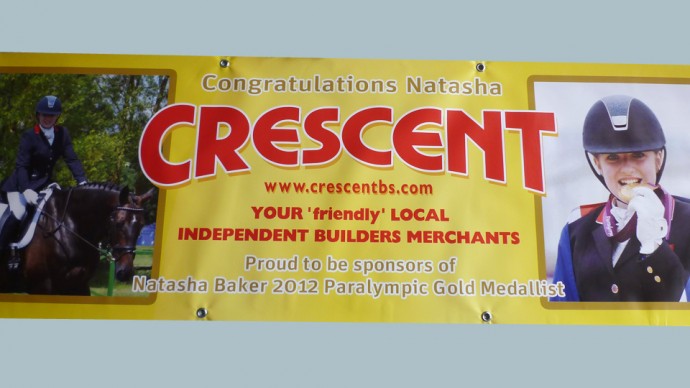 Congratulations Natasha
CRESCENT
www.crescentbs.com
YOUR 'friendly' LOCAL
INDEPENDENT BUILDERS MERCHANTS
Proud to be sponsors of
Natasha Baker 2012 Paralympic Gold Medallist